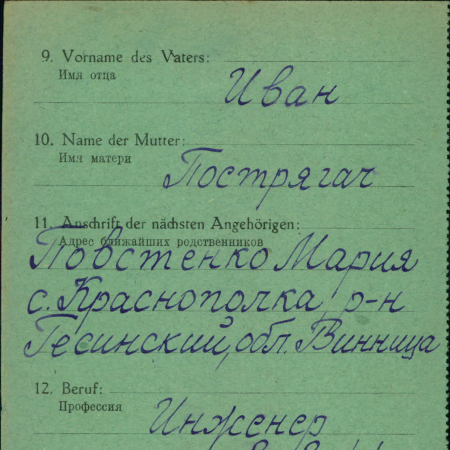 9. Vorname des Vaters:
Имя отца
Иван
10. Name der Mutter:
Имя матери
Пострягач
11. Anschrift der nächsten Angehörigen:
Адрес ближайших родственников
Повстенко Мария
с. Краснополка р-н
Гесинский, обл. Винница
12. Beruf:
Профессия
Инженер